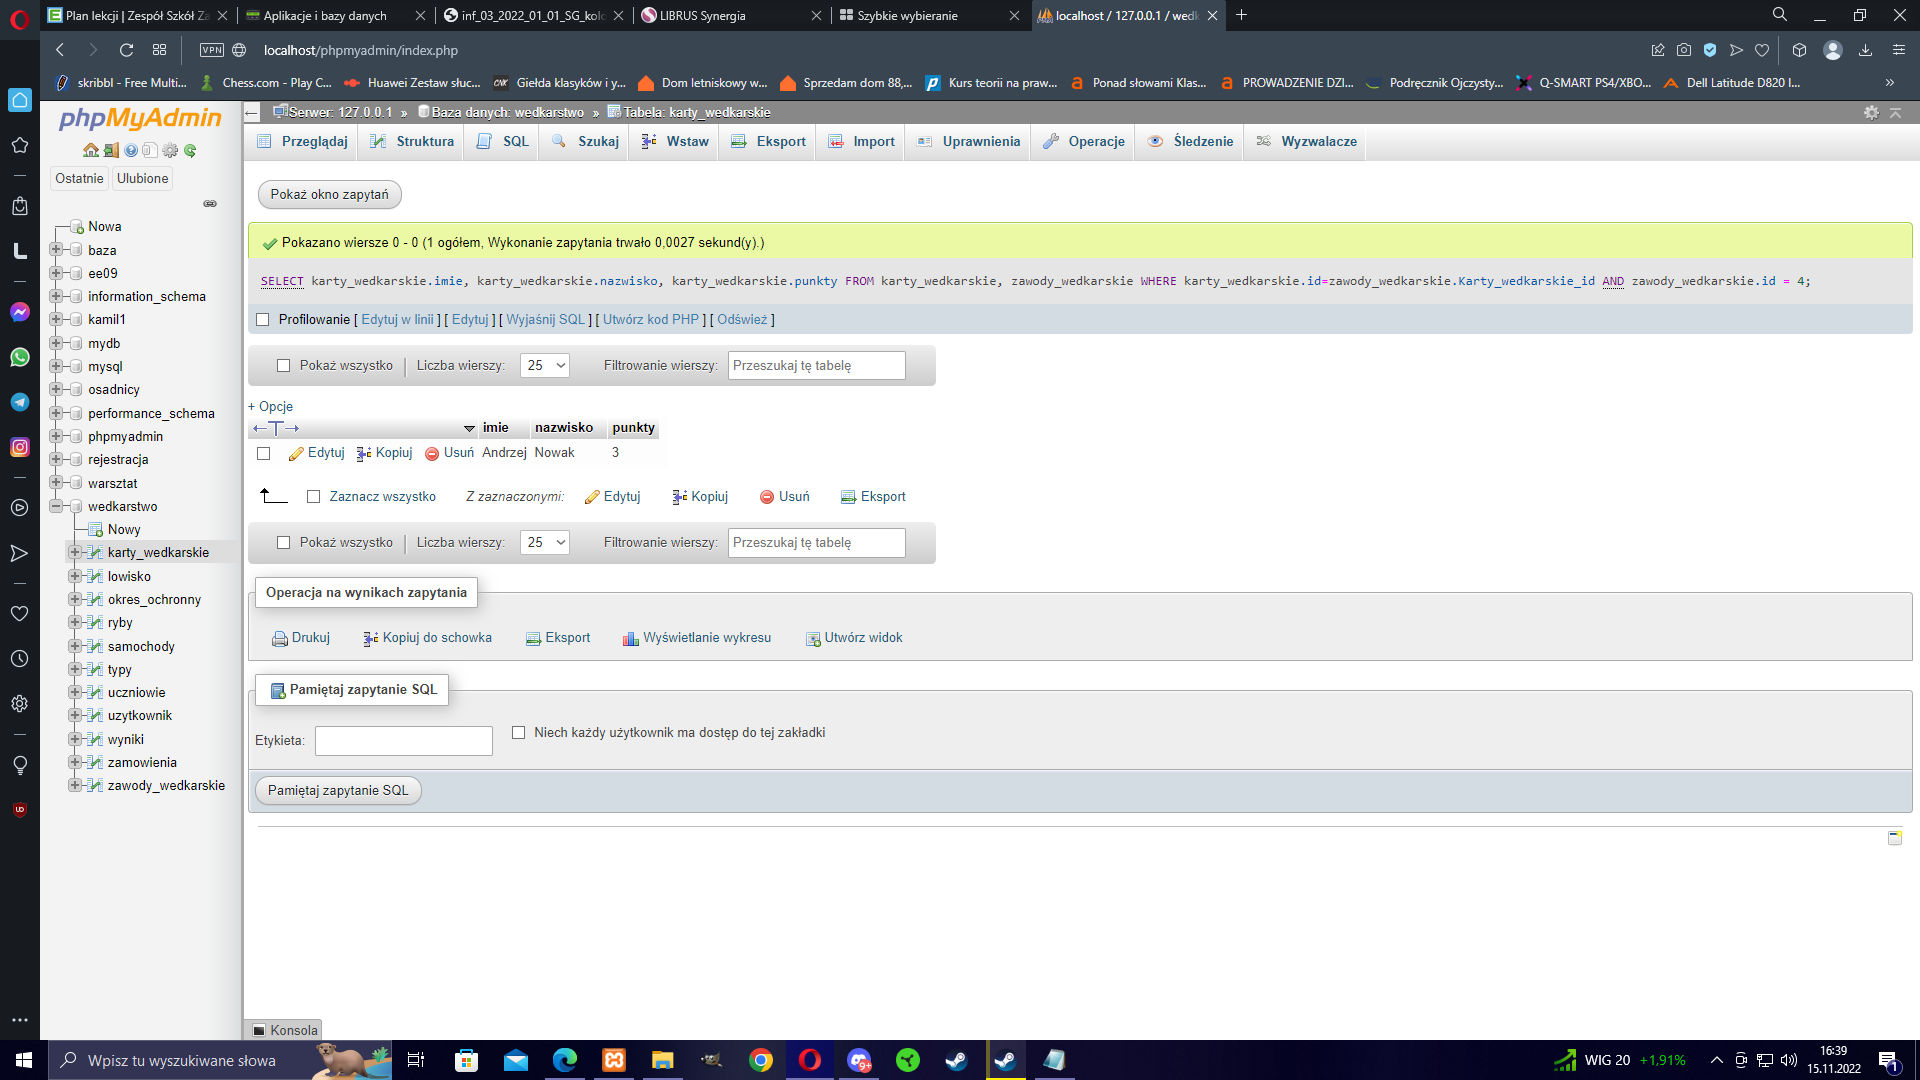 Plan lekcji | Zespół Szkół Za
Aplikacje i bazy danych
inf_03_2022_01_01_SG_kolo
LIBRUS Synergia
Szybkie wybieranie
localhost / 127.0.0.1 / wedk
VPN
localhost/phpmyadmin/index.php
skribbl - Free Multi...
Chess.com - Play C...
Huawei Zestaw słuc...
CNK
Giełda klasyków i y...
Dom letniskowy w...
Sprzedam dom 88,...
Kurs teorii na praw...
Ponad słowami Klas...
PROWADZENIE DZI...
Podręcznik Ojczysty...
Q-SMART PS4/XBO...
Dell Latitude D820 I...
»
phpMyAdmin
Ostatnie
Ulubione
Nowa
baza
ee09
information_schema
kamil1
mydb
mysql
osadnicy
performance_schema
phpmyadmin
rejestracja
warsztat
wedkarstwo
Nowy
karty_wedkarskie
lowisko
okres_ochronny
ryby
samochody
typy
uczniowie
uzytkownik
wyniki
zamowienia
zawody_wedkarskie
Serwer: 127.0.0.1 » Baza danych: wedkarstwo » Tabela: karty_wedkarskie
Przeglądaj
Struktura
SQL
Szukaj
Wstaw
Eksport
Import
Uprawnienia
Operacje
Śledzenie
Wyzwalacze
Pokaż okno zapytań
Pokazano wiersze 0 - 0 (1 ogółem, Wykonanie zapytania trwało 0,0027 sekund(y).)
SELECT karty_wedkarskie.imie, karty_wedkarskie.nazwisko, karty_wedkarskie.punkty FROM karty_wedkarskie, zawody_wedkarskie WHERE karty_wedkarskie.id=zawody_wedkarskie.Karty_wedkarskie_id AND zawody_wedkarskie.id = 4;
Profilowanie [ Edytuj w linii ] [ Edytuj ] [ Wyjaśnij SQL ] [ Utwórz kod PHP ] [ Odśwież ]
Pokaż wszystko
Liczba wierszy: 25
Filtrowanie wierszy: Przeszukaj tę tabelę
+ Opcje
←T→ imie nazwisko punkty
Edytuj Kopiuj Usuń Andrzej Nowak 3
Zaznacz wszystko Z zaznaczonymi: Edytuj Kopiuj Usuń Eksport
Pokaż wszystko
Liczba wierszy: 25
Filtrowanie wierszy: Przeszukaj tę tabelę
Operacja na wynikach zapytania
Drukuj Kopiuj do schowka Eksport Wyświetlanie wykresu Utwórz widok
Pamiętaj zapytanie SQL
Etykieta:
Niech każdy użytkownik ma dostęp do tej zakładki
Pamiętaj zapytanie SQL
Konsola
Wpisz tu wyszukiwane słowa
9+
WIG 20 +1,91%
16:39
15.11.2022
1